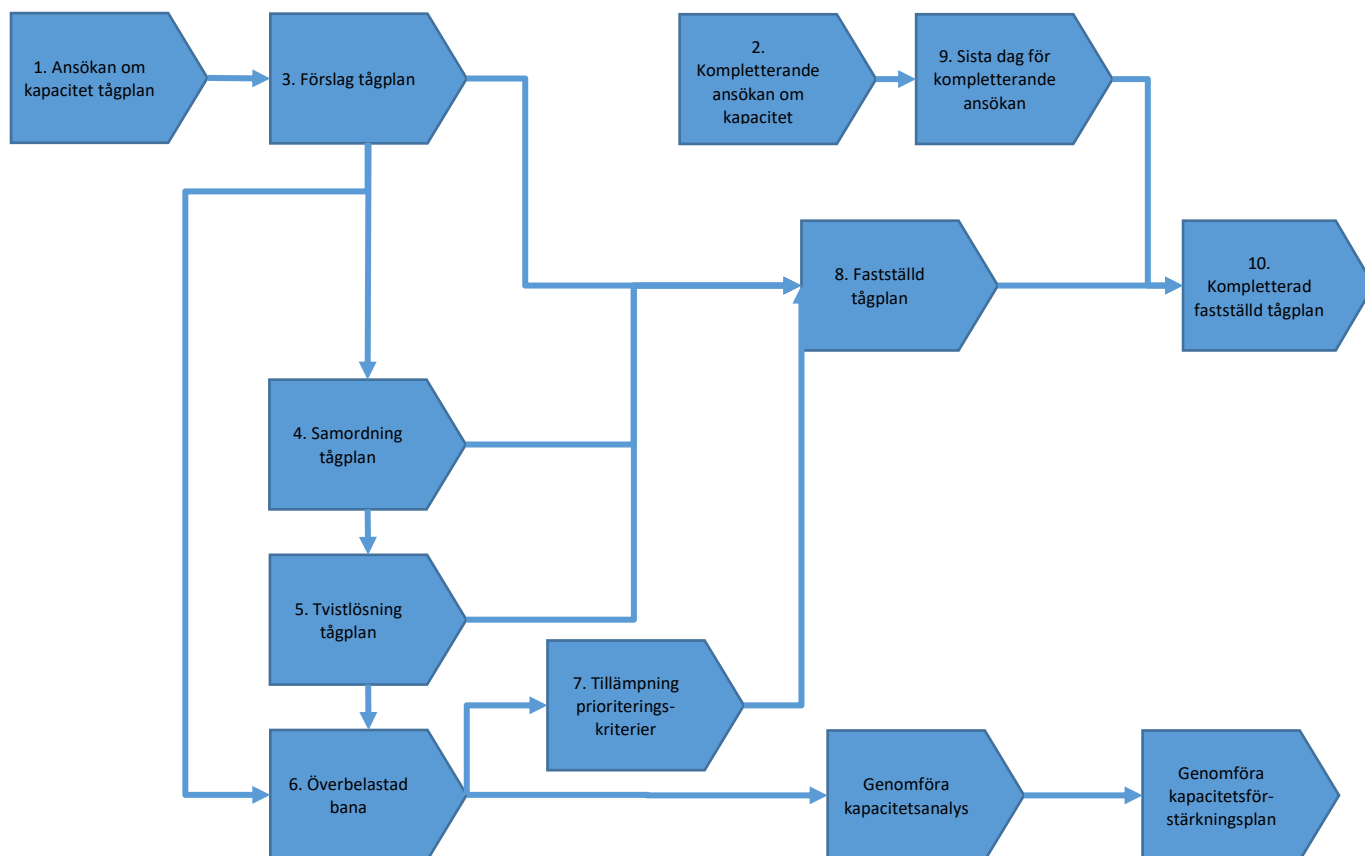 1. Ansökan om
kapacitet tågplan
3. Förslag tågplan
2.
Kompletterande
ansökan om
kapacitet
9. Sista dag för
kompletterande
ansökan
8. Fastställd
tågplan
10.
Kompletterad
fastställd tågplan
4. Samordning
tågplan
5. Tvistlösning
tågplan
7. Tillämpning
prioriterings-
kriterier
6. Överbelastad
bana
Genomföra
kapacitetsanalys
Genomföra
kapacitetsför-
stärkningsplan